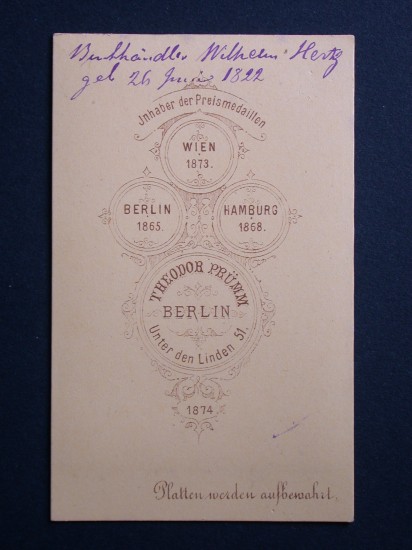 Buchhändler Wilhelm Hertz
geb 26 Juni 1822
Inhaber der Preismedaillen
WIEN
1873.
BERLIN
1865.
HAMBURG
1868.
THEODOR PRÜMM
BERLIN
Unter den Linden 51.
1874
Platten werden aufbewahrt.